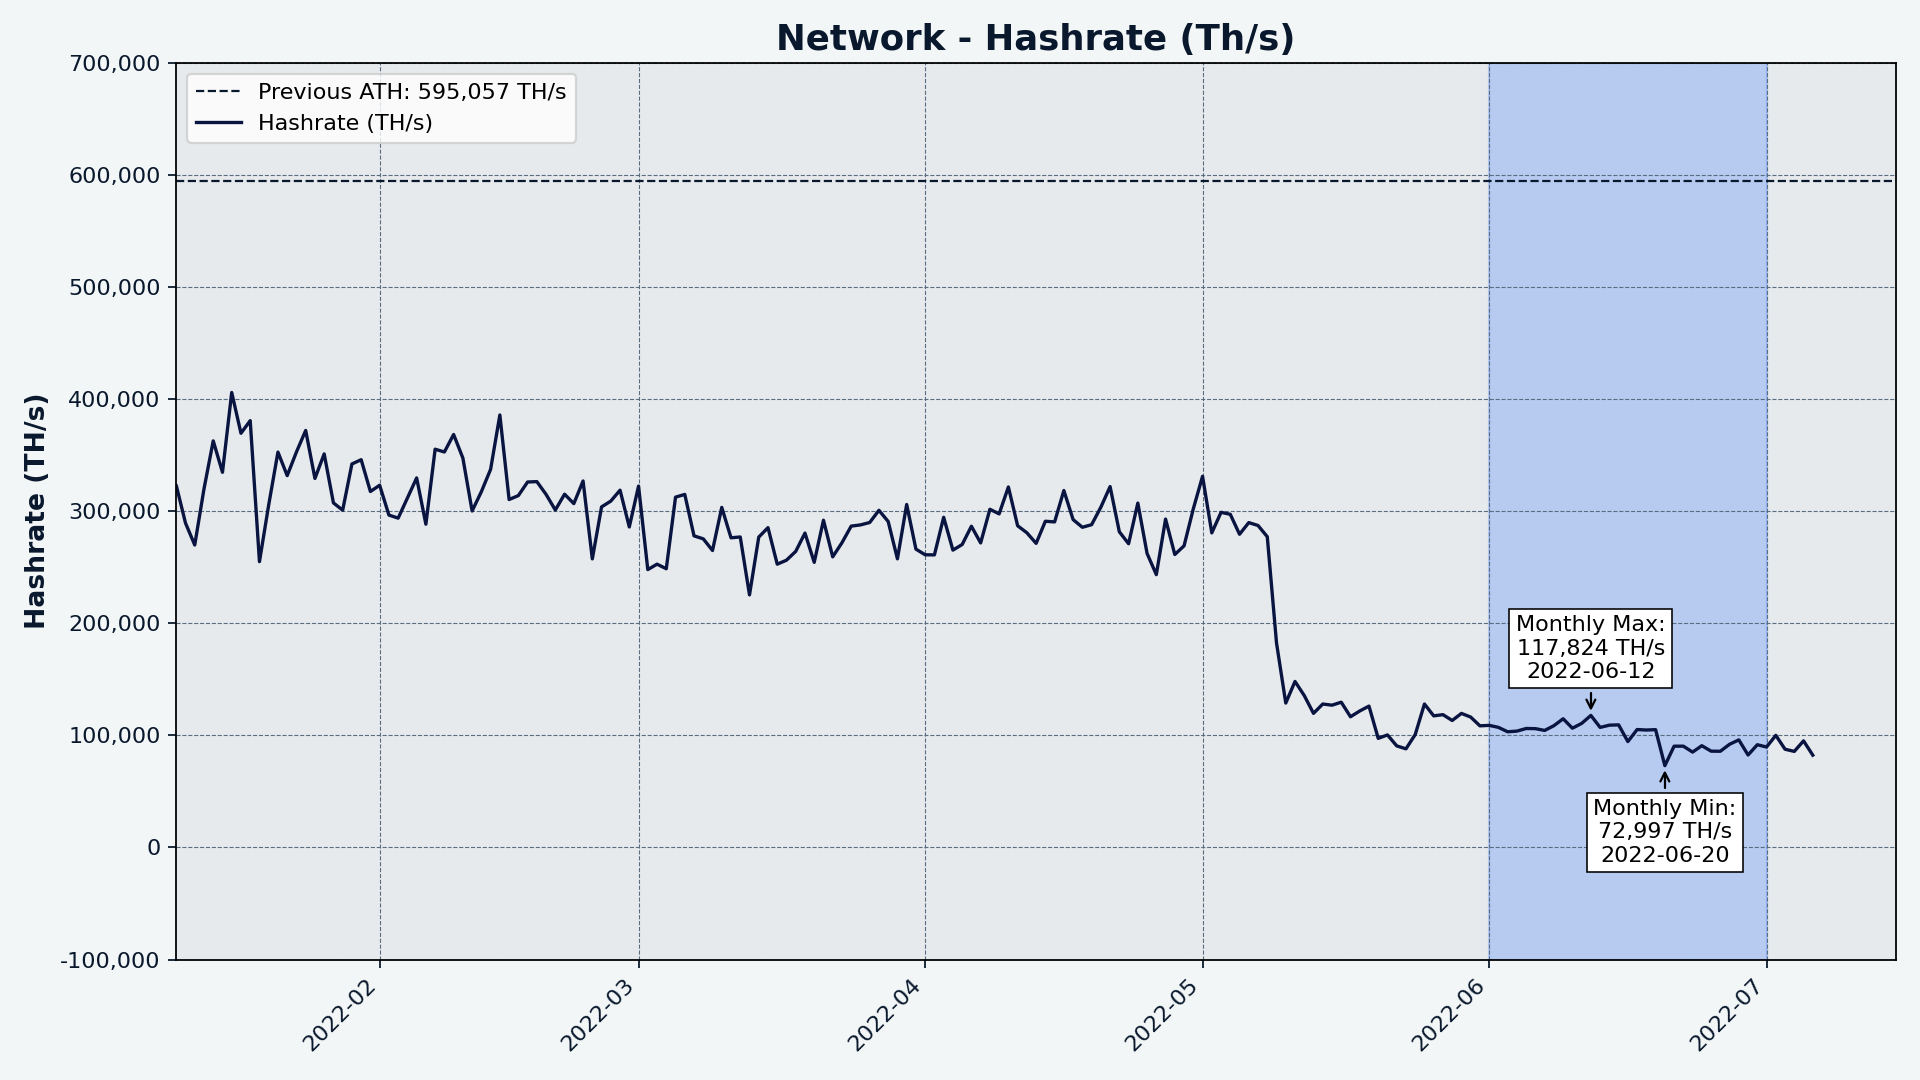 Network - Hashrate (Th/s)
Previous ATH: 595,057 TH/s
Hashrate (TH/s)
Hashrate (TH/s)
700,000
600,000
500,000
400,000
300,000
200,000
100,000
0
-100,000
Monthly Max:
117,824 TH/s
2022-06-12
Monthly Min:
72,997 TH/s
2022-06-20
2022-02
2022-03
2022-04
2022-05
2022-06
2022-07